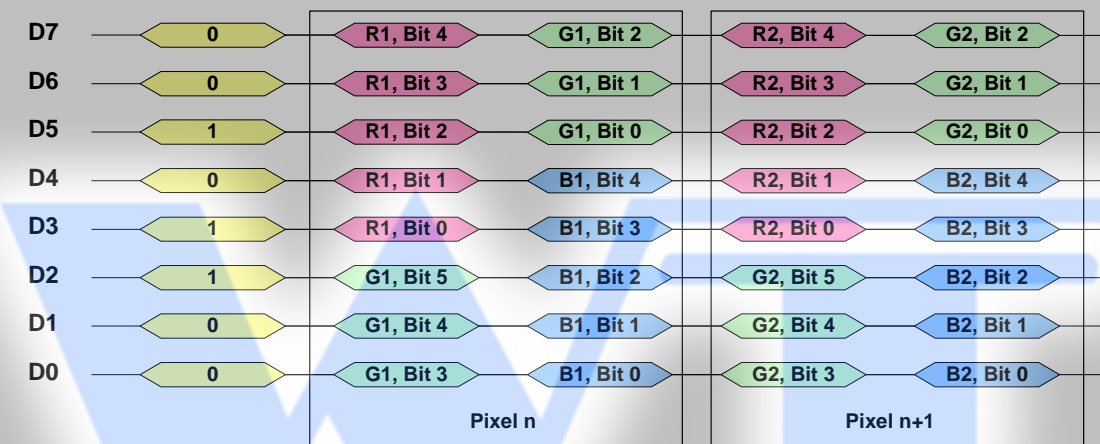 D7 0 R1, Bit 4 G1, Bit 2 R2, Bit 4 G2, Bit 2
D6 0 R1, Bit 3 G1, Bit 1 R2, Bit 3 G2, Bit 1
D5 1 R1, Bit 2 G1, Bit 0 R2, Bit 2 G2, Bit 0
D4 0 R1, Bit 1 B1, Bit 4 R2, Bit 1 B2, Bit 4
D3 1 R1, Bit 0 B1, Bit 3 R2, Bit 0 B2, Bit 3
D2 1 G1, Bit 5 B1, Bit 2 G2, Bit 5 B2, Bit 2
D1 0 G1, Bit 4 B1, Bit 1 G2, Bit 4 B2, Bit 1
D0 0 G1, Bit 3 B1, Bit 0 G2, Bit 3 B2, Bit 0
Pixel n Pixel n+1